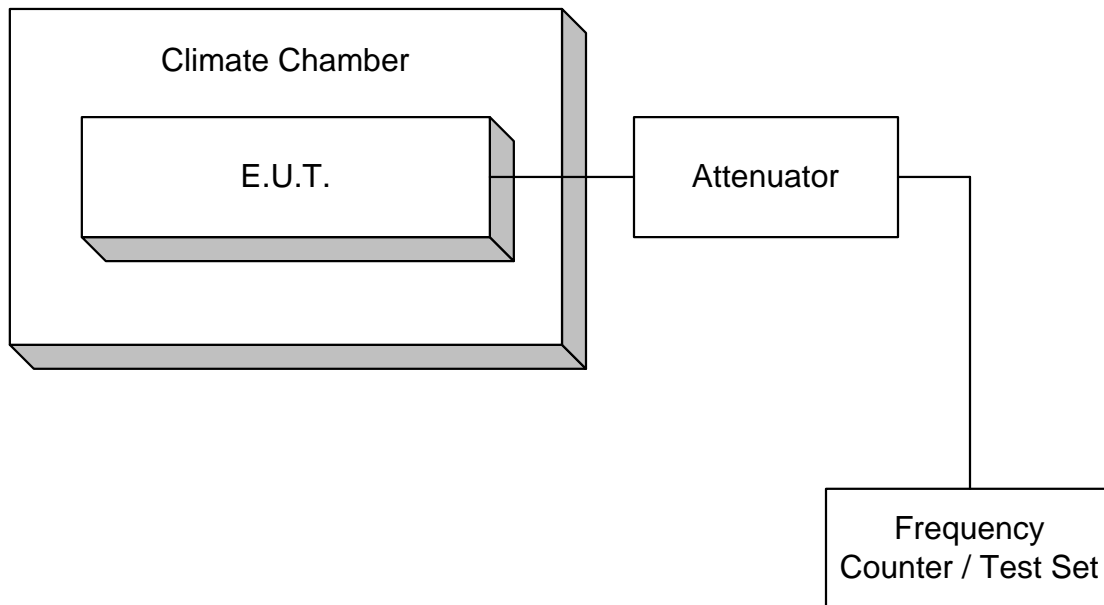 Climate Chamber
E.U.T.
Attenuator
Frequency
Counter / Test Set